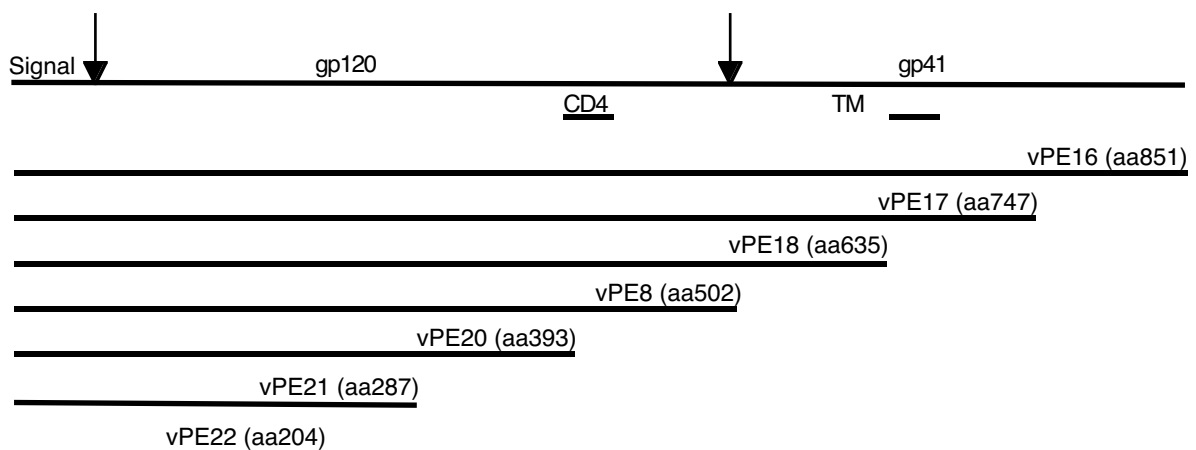 Signal gp120 gp41
CD4 TM
vPE16 (aa851)
vPE17 (aa747)
vPE18 (aa635)
vPE8 (aa502)
vPE20 (aa393)
vPE21 (aa287)
vPE22 (aa204)